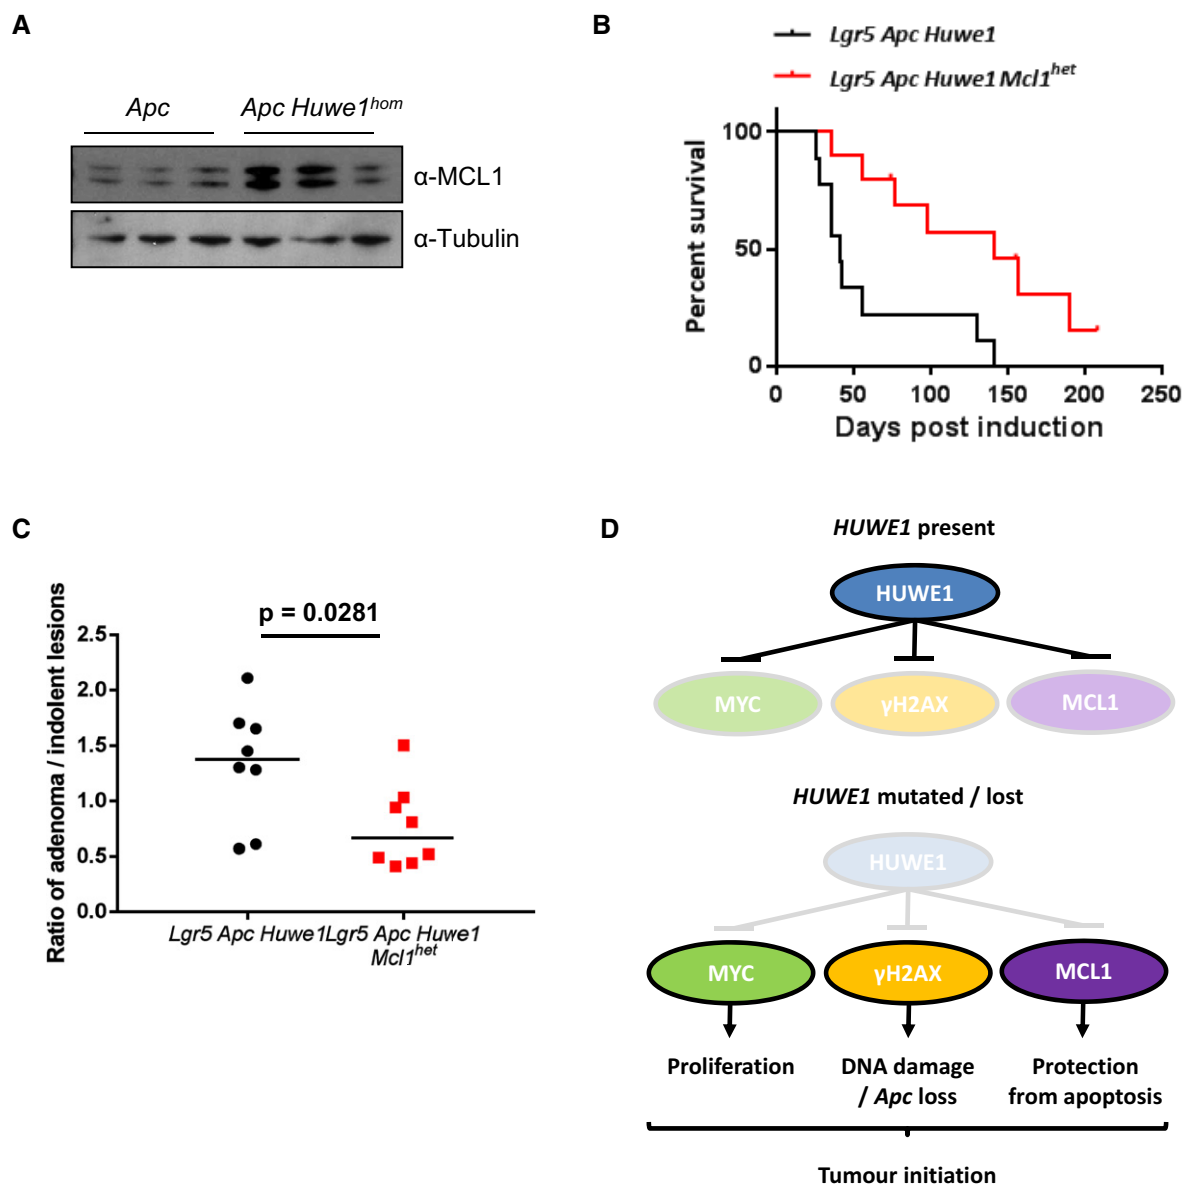 A
Apc
Apc Huwe1hom
α-MCL1
α-Tubulin
B
Lgr5 Apc Huwe1
Lgr5 Apc Huwe1 Mcl1het
Percent survival
100
50
0
0 50 100 150 200 250
Days post induction
C
p = 0.0281
Ratio of adenoma / indolent lesions
2.5
2.0
1.5
1.0
0.5
0.0
Lgr5 Apc Huwe1
Lgr5 Apc Huwe1
Mcl1het
D
HUWE1 present
HUWE1
MYC
γH2AX
MCL1
HUWE1 mutated / lost
HUWE1
MYC
γH2AX
MCL1
Proliferation
DNA damage
/ Apc loss
Protection
from apoptosis
Tumour initiation